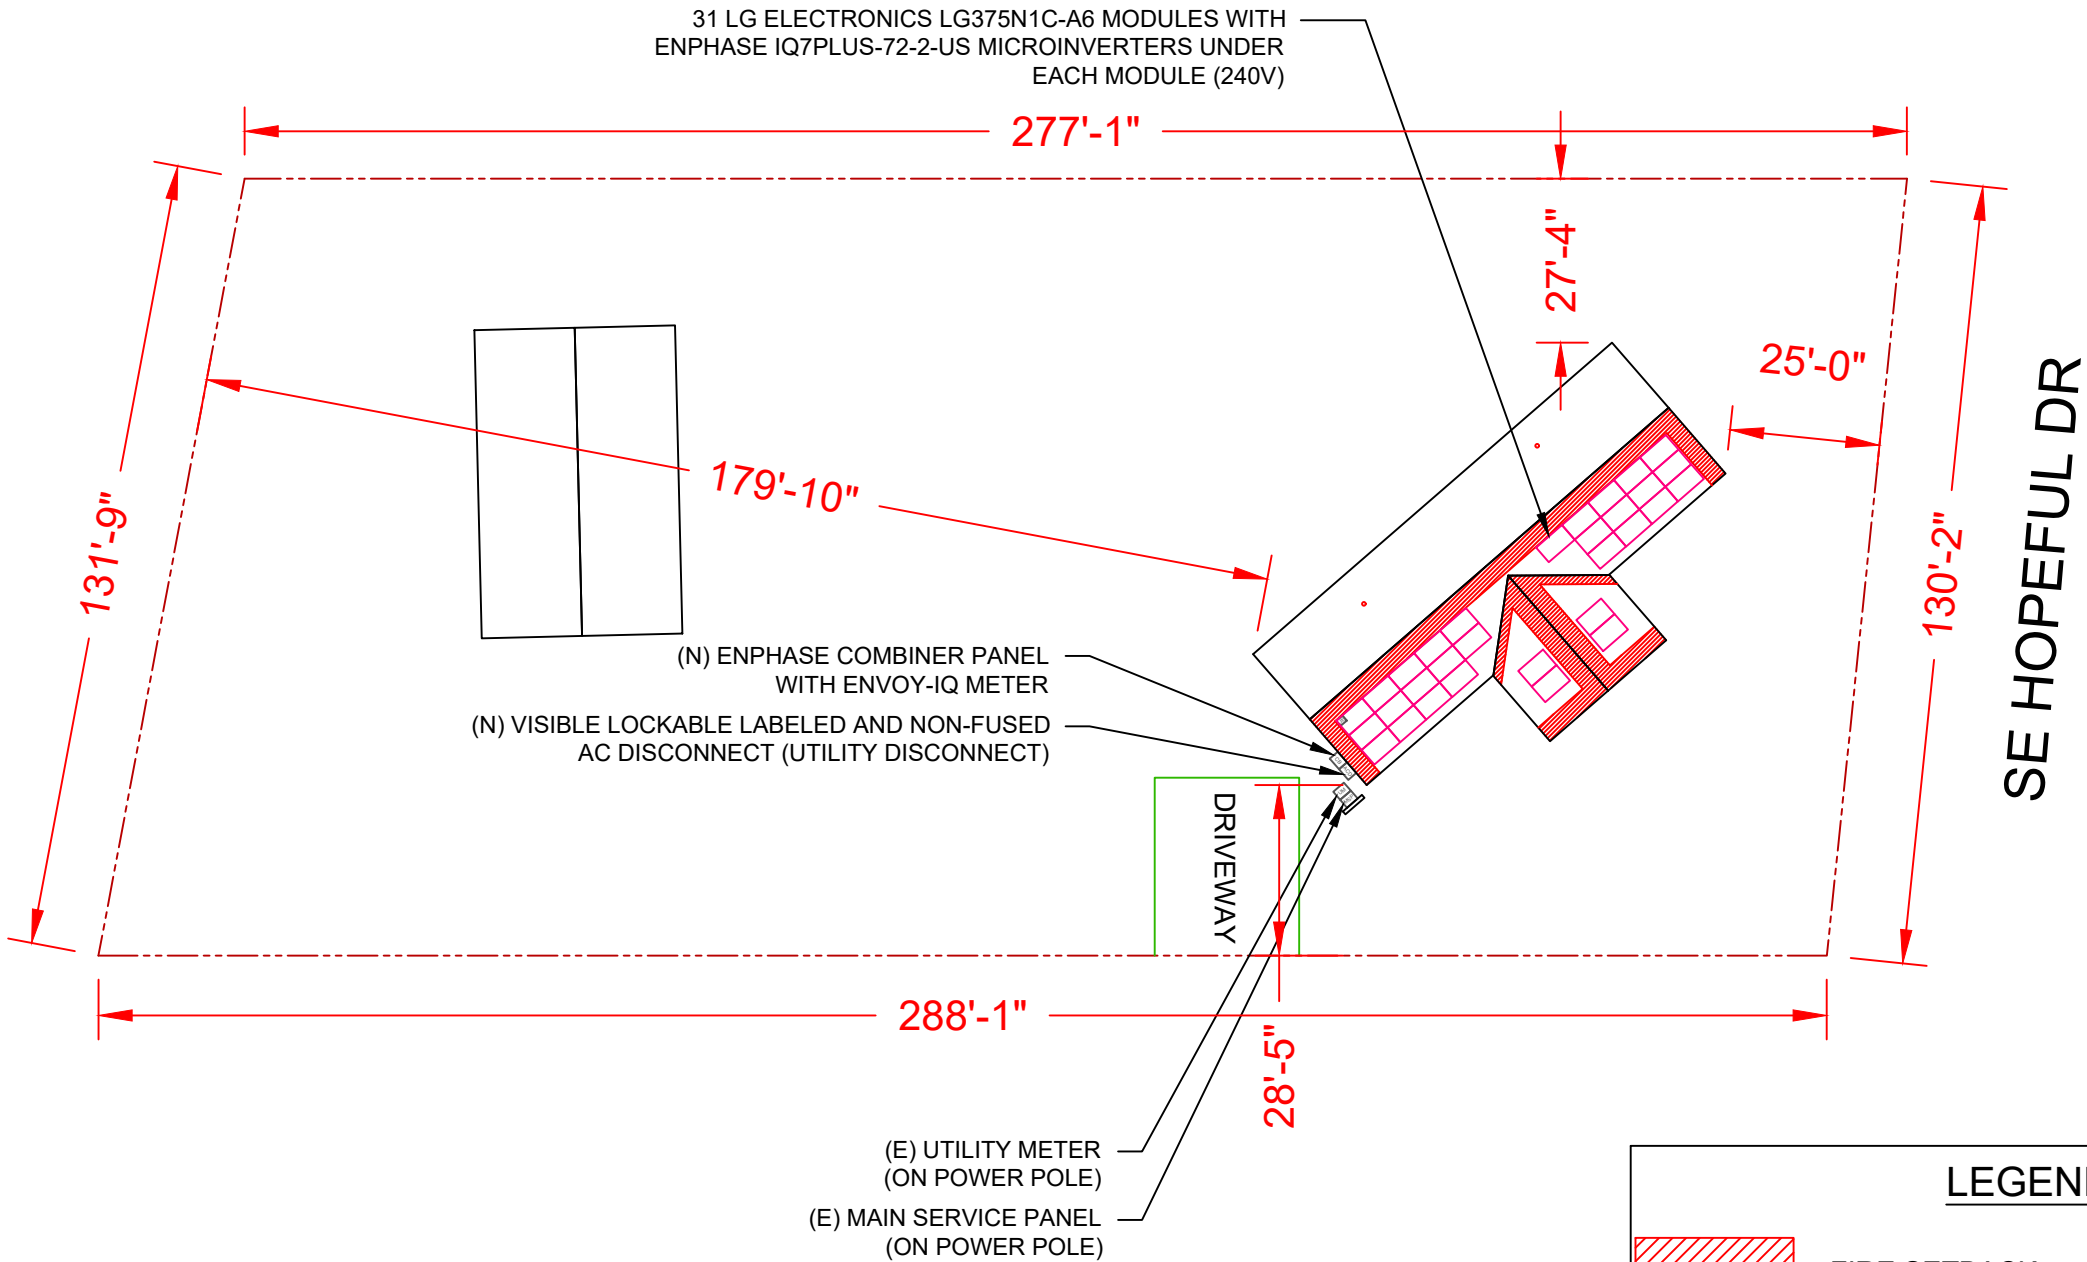 31 LG ELECTRONICS LG375N1C-A6 MODULES WITH
ENPHASE IQ7PLUS-72-2-US MICROINVERTERS UNDER
EACH MODULE (240V)
277'-1"
27'-4"
25'-0"
SE HOPEFUL DR
131'-9"
179'-10"
130'-2"
(N) ENPHASE COMBINER PANEL
WITH ENVOY-IQ METER
(N) VISIBLE LOCKABLE LABELED AND NON-FUSED
AC DISCONNECT (UTILITY DISCONNECT)
DRIVEWAY
288'-1"
28'-5"
(E) UTILITY METER
(ON POWER POLE)
(E) MAIN SERVICE PANEL
(ON POWER POLE)
LEGEN
FIRE SETBACK